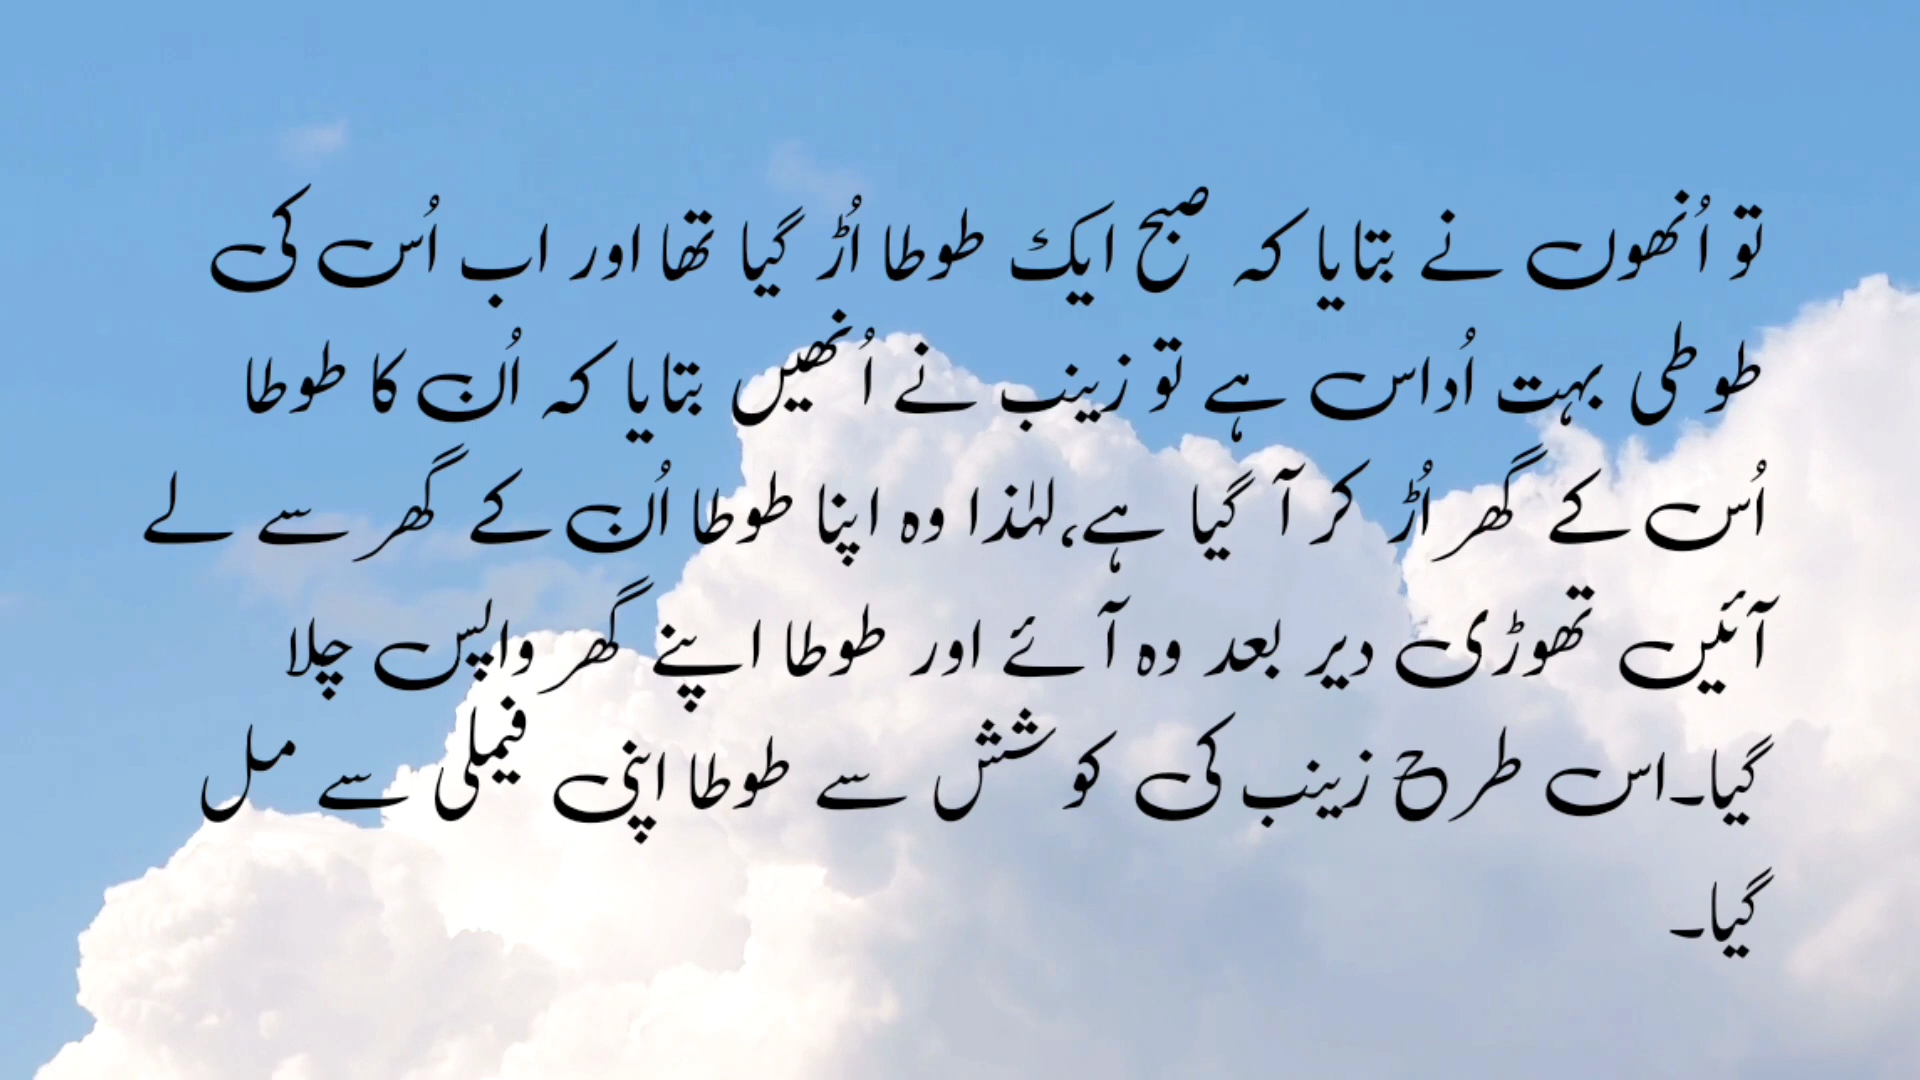 تو اُنھوں نے بتایا کہ صبح ایک طوطا اُڑ گیا تھا اور اب اُس کی
طوطی بہت اُداس ہے تو زینب نے اُنھیں بتایا کہ اُن کا طوطا
اُس کے گھر اُڑ کر آ گیا ہے،لہٰذا وہ اپنا طوطا اُن کے گھر سے لے
آئیں تھوڑی دیر بعد وہ آئے اور طوطا اپنے گھر واپس چلا
گیا۔اس طرح زینب کی کوشش سے طوطا اپنی فیملی سے مل
گیا۔